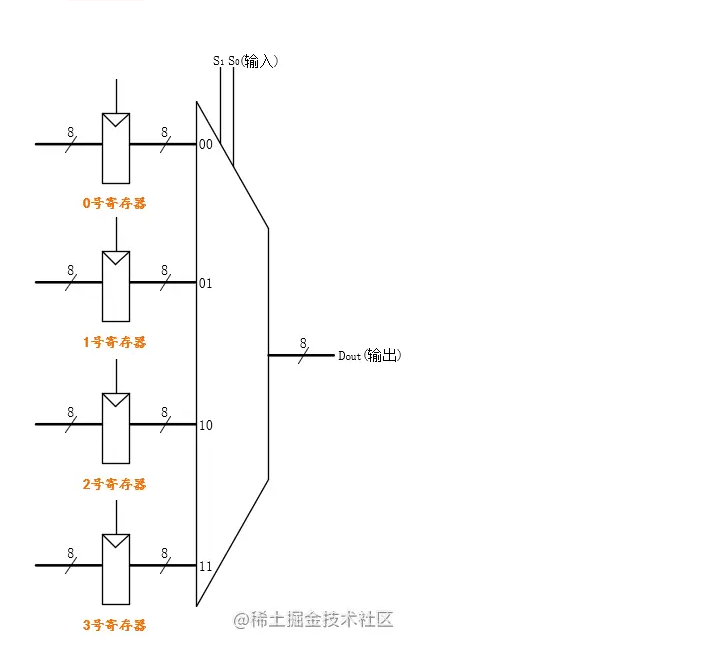 S1 S0(输入)
8 8 00
0号寄存器
8 8 01
1号寄存器
8 Dout(输出)
8 8 10
2号寄存器
8 8 11
3号寄存器
@稀土掘金技术社区